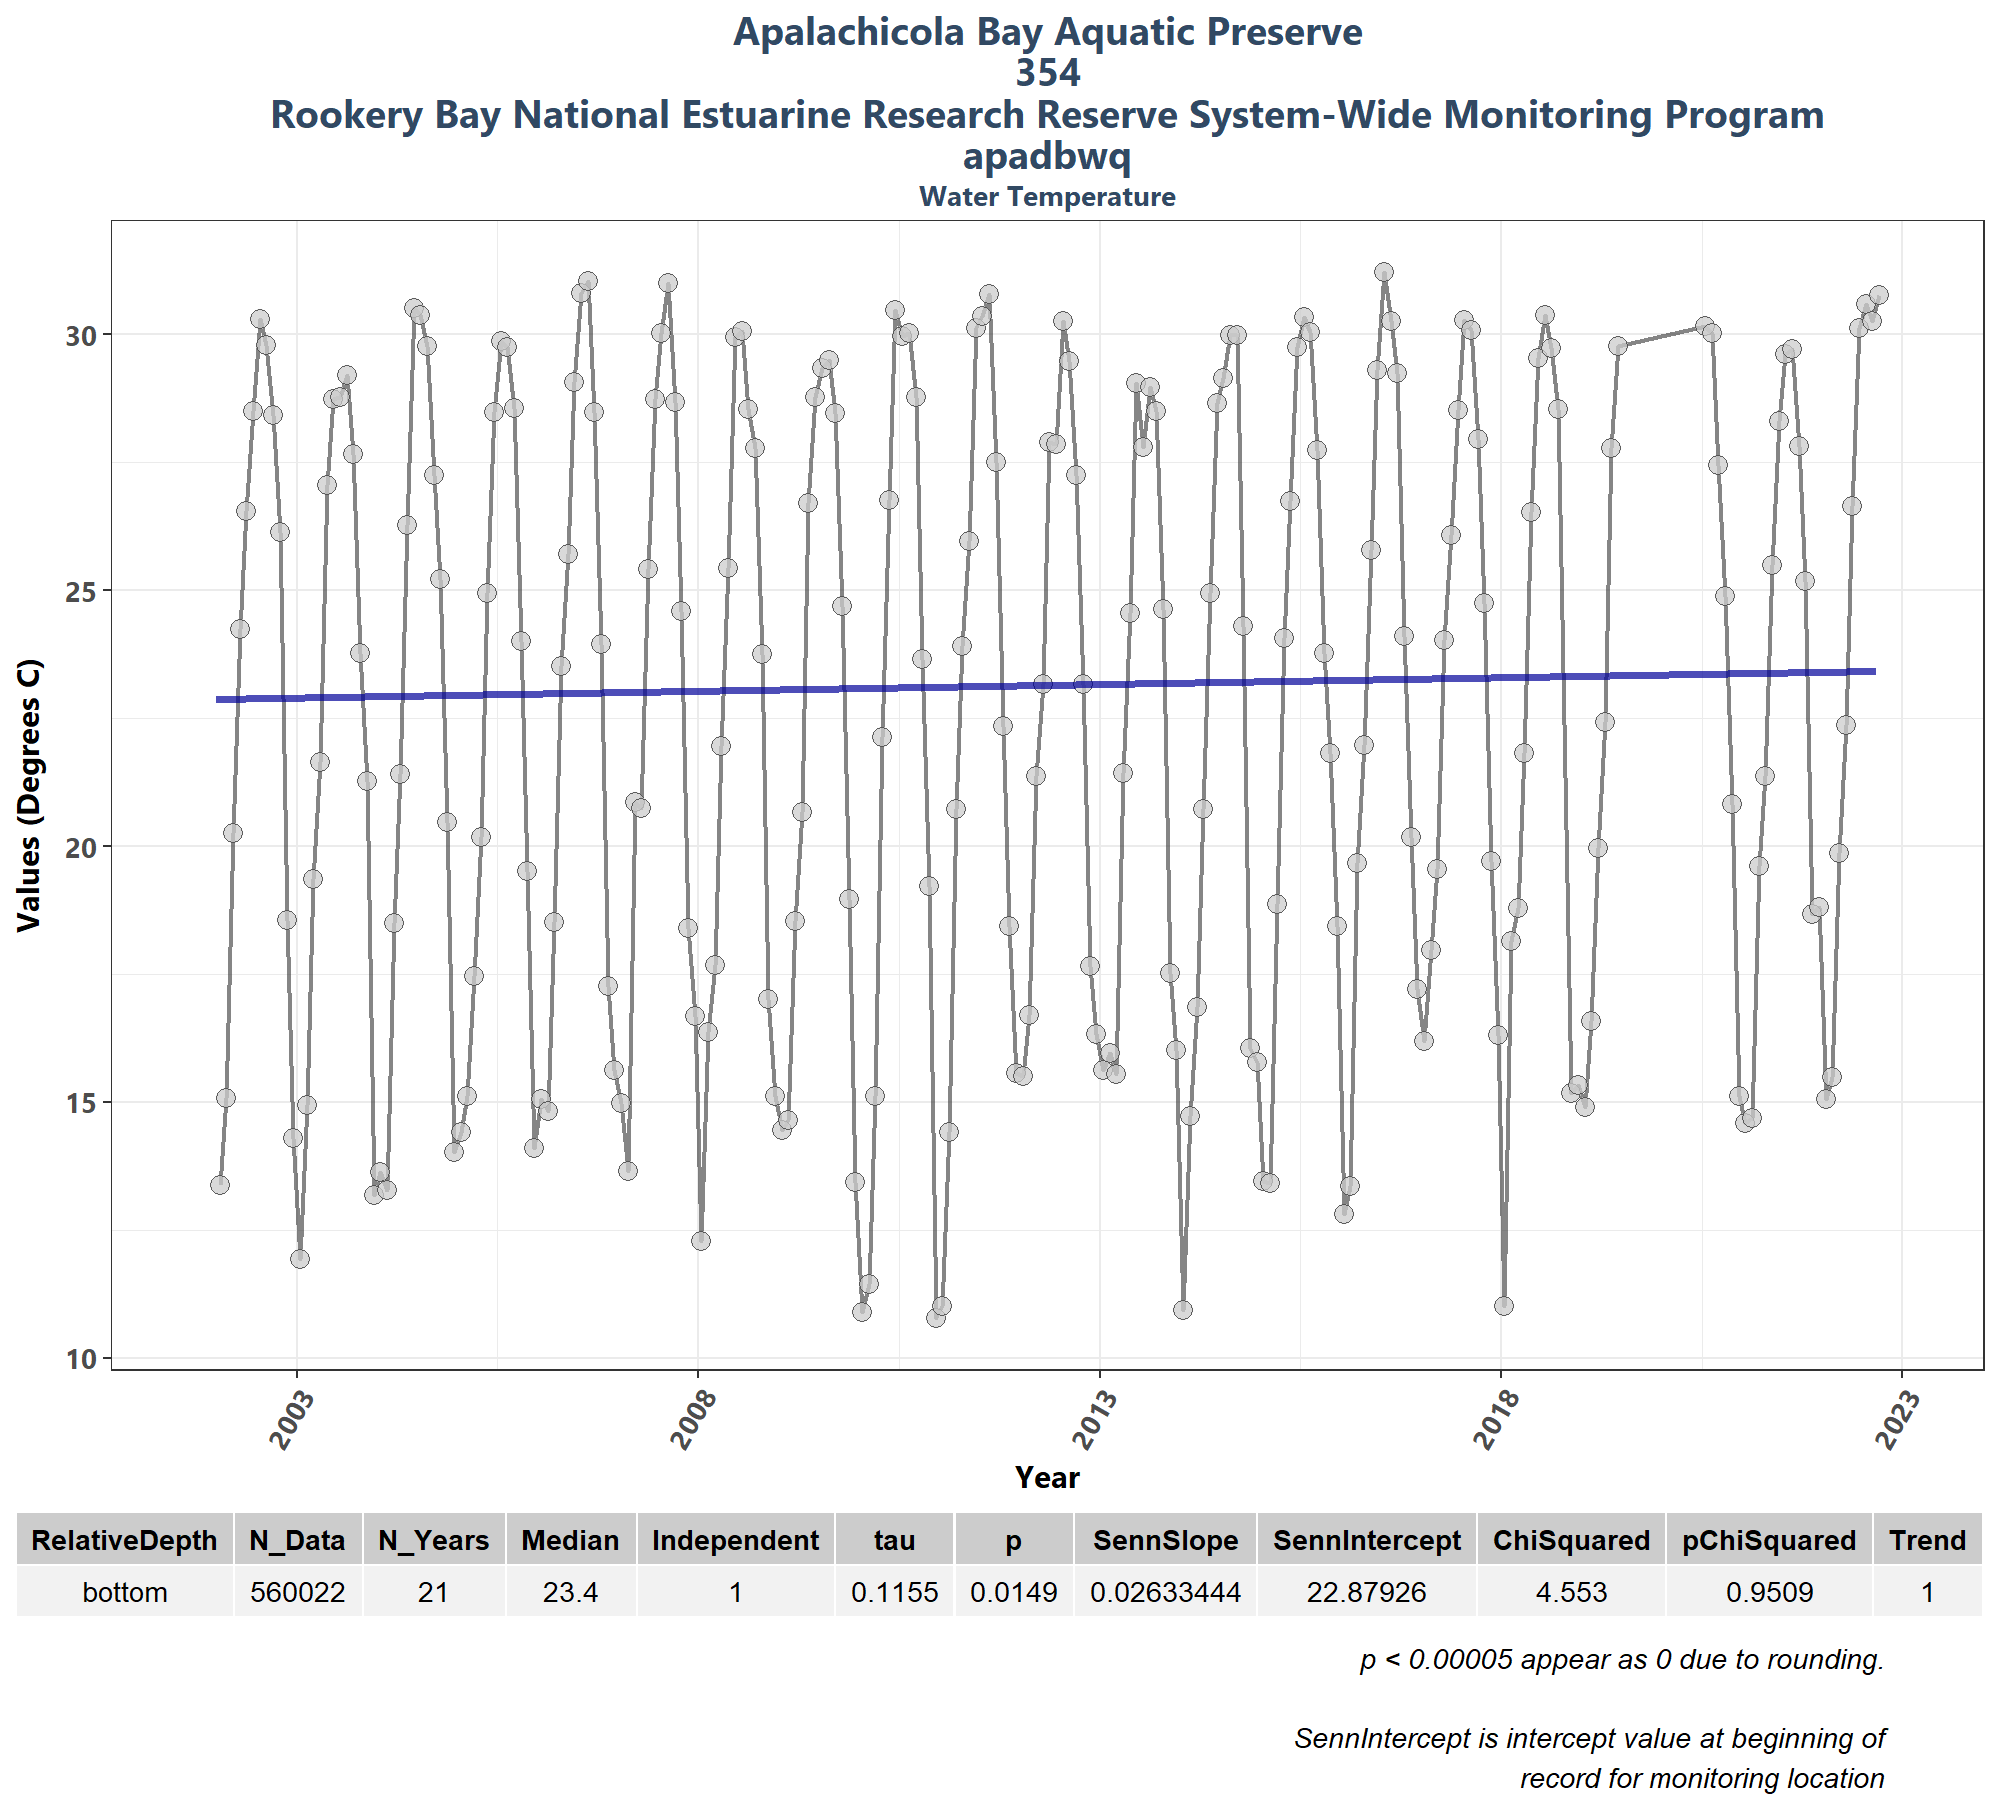 Apalachicola Bay Aquatic Preserve
354
Rookery Bay National Estuarine Research Reserve System-Wide Monitoring Program
apadbwq
Water Temperature
Values (Degrees C)
30
25
20
15
10
2003
2008
2013
2018
2023
Year
RelativeDepth N_Data N_Years Median Independent tau p SennSlope SennIntercept ChiSquared pChiSquared Trend
bottom 560022 21 23.4 1 0.1155 0.0149 0.02633444 22.87926 4.553 0.9509 1
p < 0.00005 appear as 0 due to rounding.
SennIntercept is intercept value at beginning of
record for monitoring location